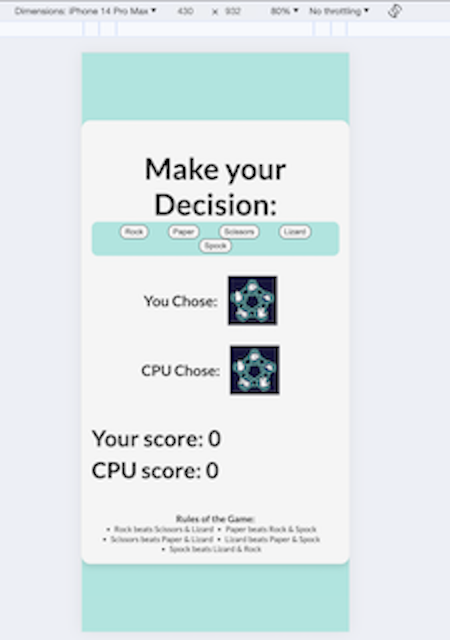 Dimensions: iPhone 14 Pro Max ▼ 430 × 932 80% ▼ No throttling ▼
Make your
Decision:
Rock Paper Scissors Lizard
Spock
You Chose:
CPU Chose:
Your score: 0
CPU score: 0
Rules of the Game:
• Rock beats Scissors & Lizard • Paper beats Rock & Spock
• Scissors beats Paper & Lizard • Lizard beats Paper & Spock
• Spock beats Lizard & Rock